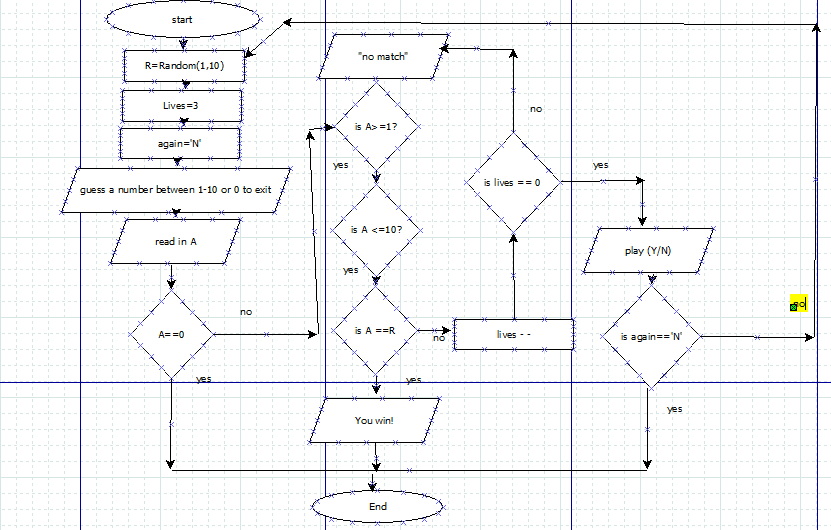 start
R=Random(1,10)
Lives=3
again='N'
guess a number between 1-10 or 0 to exit
read in A
A==0
no
yes
"no match"
is A>=1?
yes
is A <=10?
yes
is A ==R
no
yes
You win!
End
lives - -
is lives == 0
no
yes
play (Y/N)
is again=='N'
no
yes